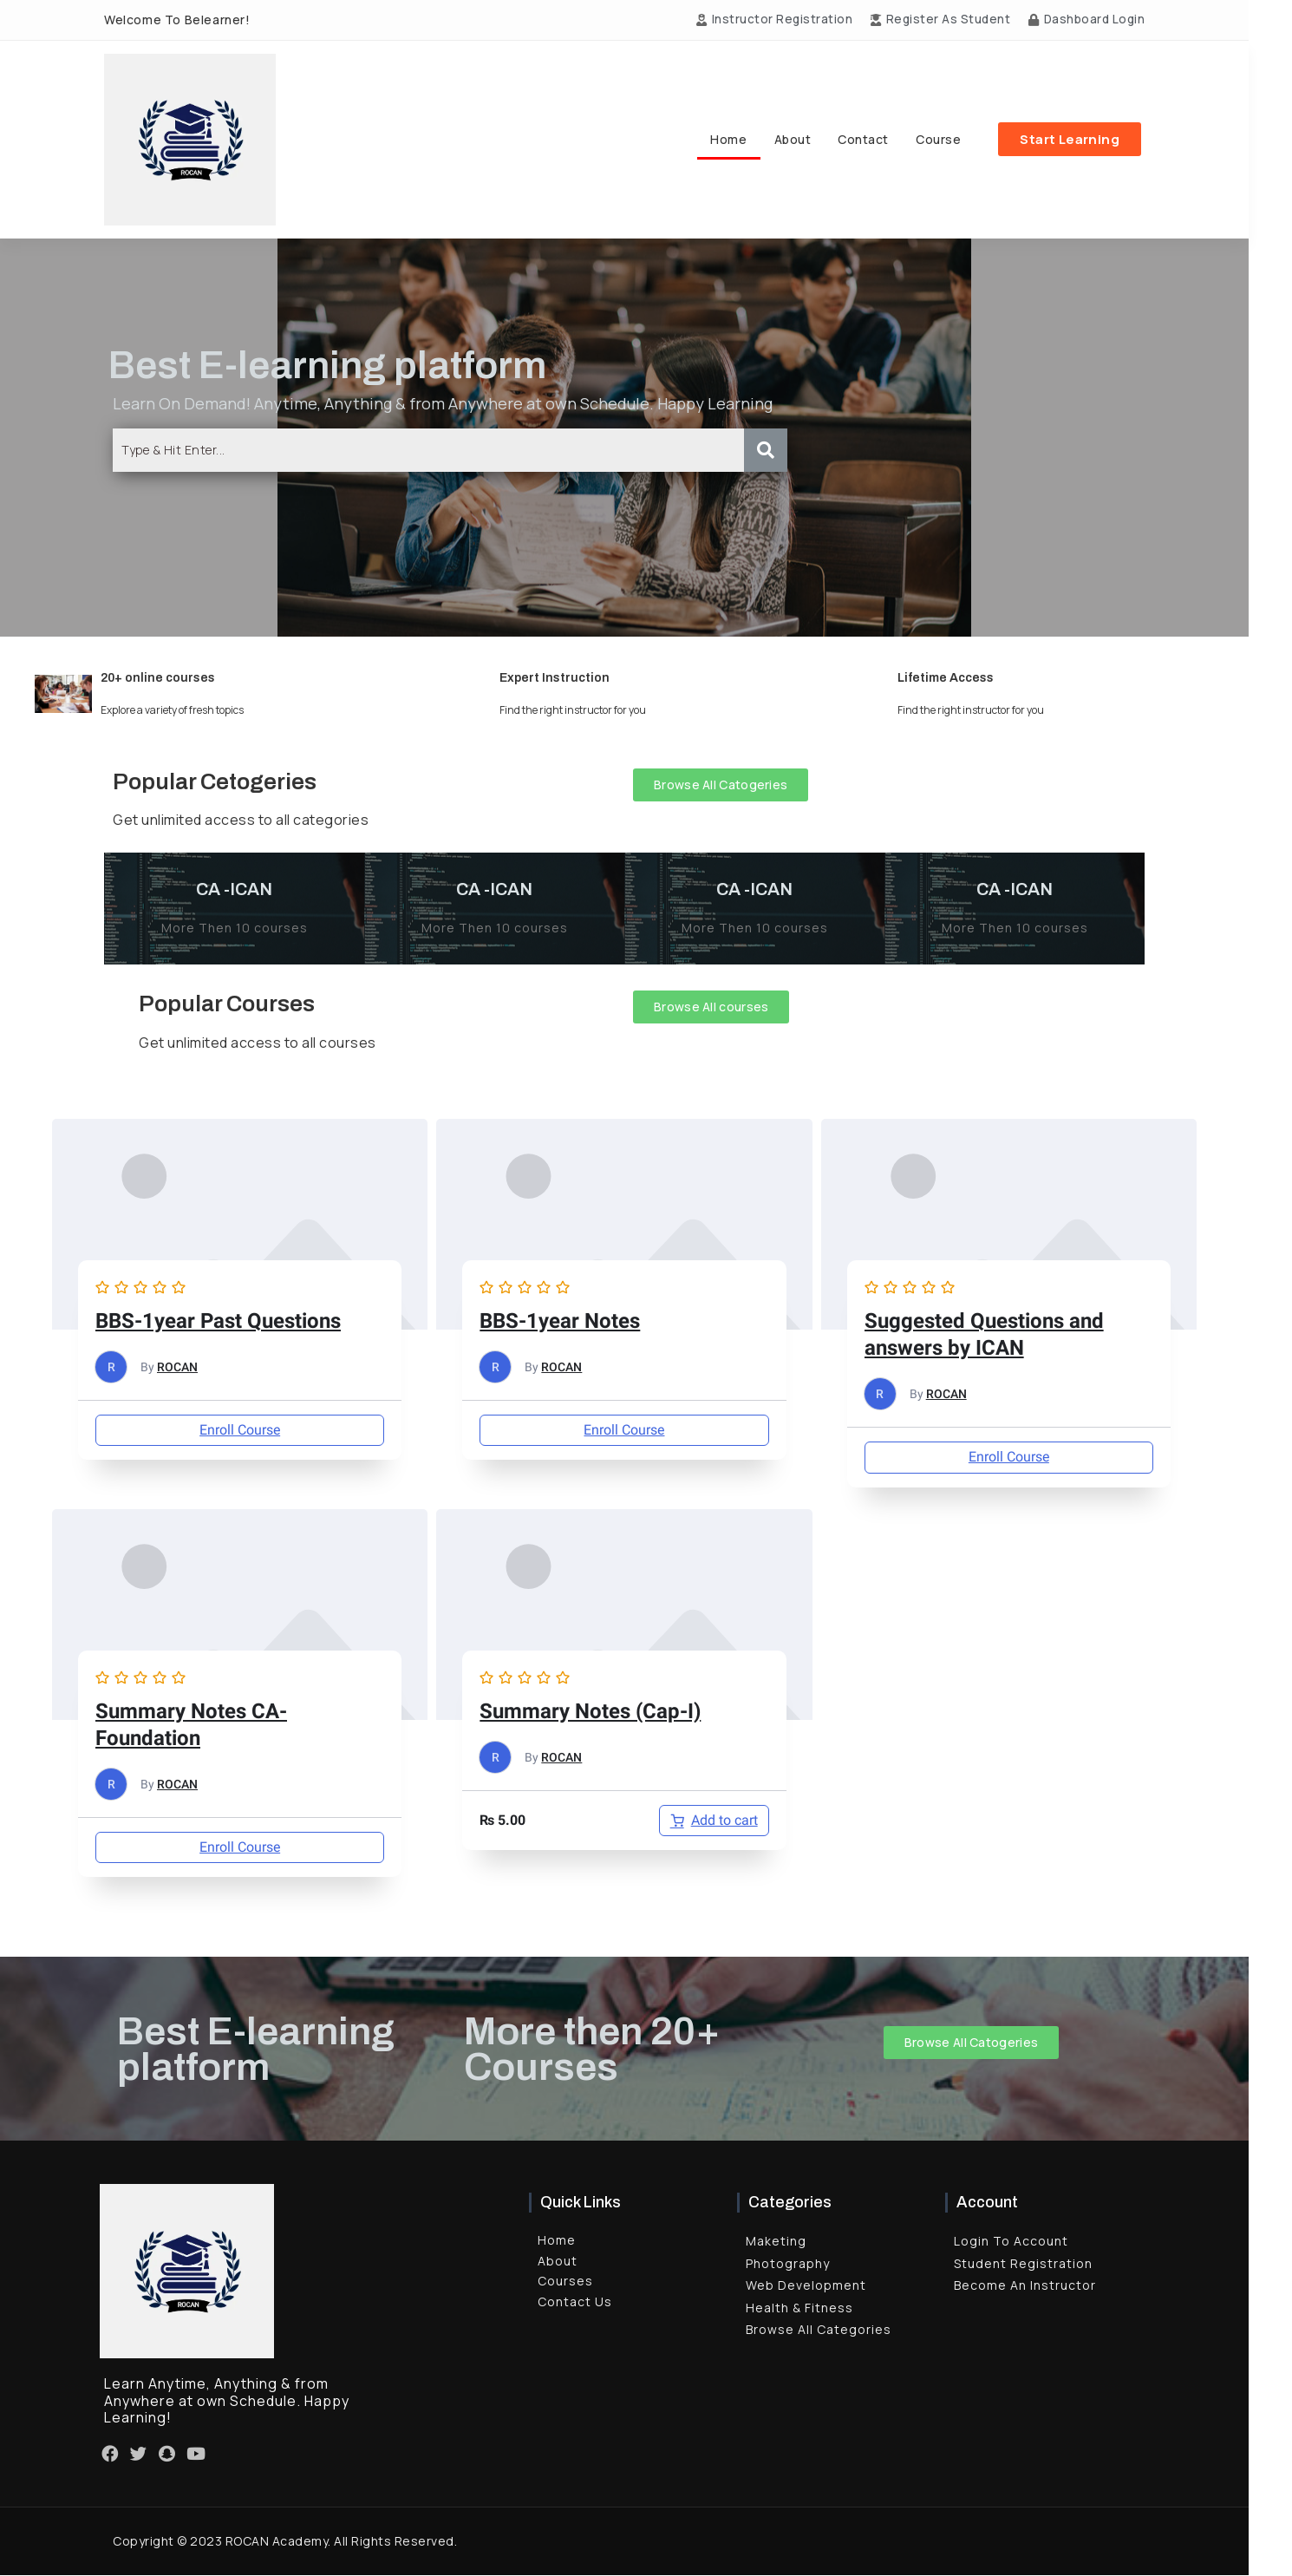 Welcome To Belearner!
Instructor Registration Register As Student Dashboard Login
ROCAN
Home About Contact Course Start Learning
Best E-learning platform
Learn On Demand! Anytime, Anything & from Anywhere at own Schedule. Happy Learning
Type & Hit Enter...
20+ online courses
Explore a variety of fresh topics
Expert Instruction
Find the right instructor for you
Lifetime Access
Find the right instructor for you
Popular Cetogeries
Get unlimited access to all categories
Browse All Catogeries
CA -ICAN
More Then 10 courses
CA -ICAN
More Then 10 courses
CA -ICAN
More Then 10 courses
CA -ICAN
More Then 10 courses
Popular Courses
Get unlimited access to all courses
Browse All courses
BBS-1year Past Questions
R By ROCAN
Enroll Course
BBS-1year Notes
R By ROCAN
Enroll Course
Suggested Questions and
answers by ICAN
R By ROCAN
Enroll Course
Summary Notes CA-
Foundation
R By ROCAN
Enroll Course
Summary Notes (Cap-I)
R By ROCAN
₨ 5.00 Add to cart
Best E-learning
platform
More then 20+
Courses
Browse All Catogeries
ROCAN
Learn Anytime, Anything & from
Anywhere at own Schedule. Happy
Learning!
Quick Links
Home
About
Courses
Contact Us
Categories
Maketing
Photography
Web Development
Health & Fitness
Browse All Categories
Account
Login To Account
Student Registration
Become An Instructor
Copyright © 2023 ROCAN Academy. All Rights Reserved.